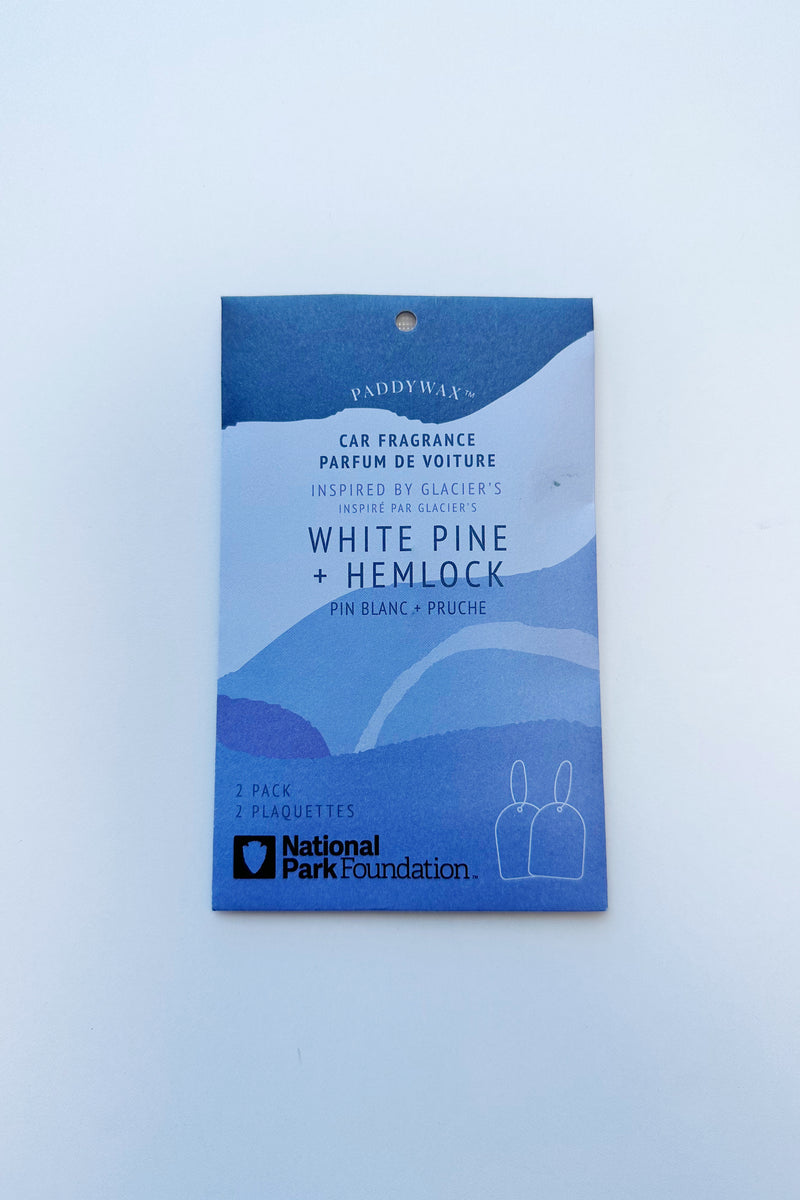 PADDYWAX™
CAR FRAGRANCE
PARFUM DE VOITURE
INSPIRED BY GLACIER'S
INSPIRÉ PAR GLACIER'S
WHITE PINE
+ HEMLOCK
PIN BLANC + PRUCHE
2 PACK
2 PLAQUETTES
National
Park Foundation™